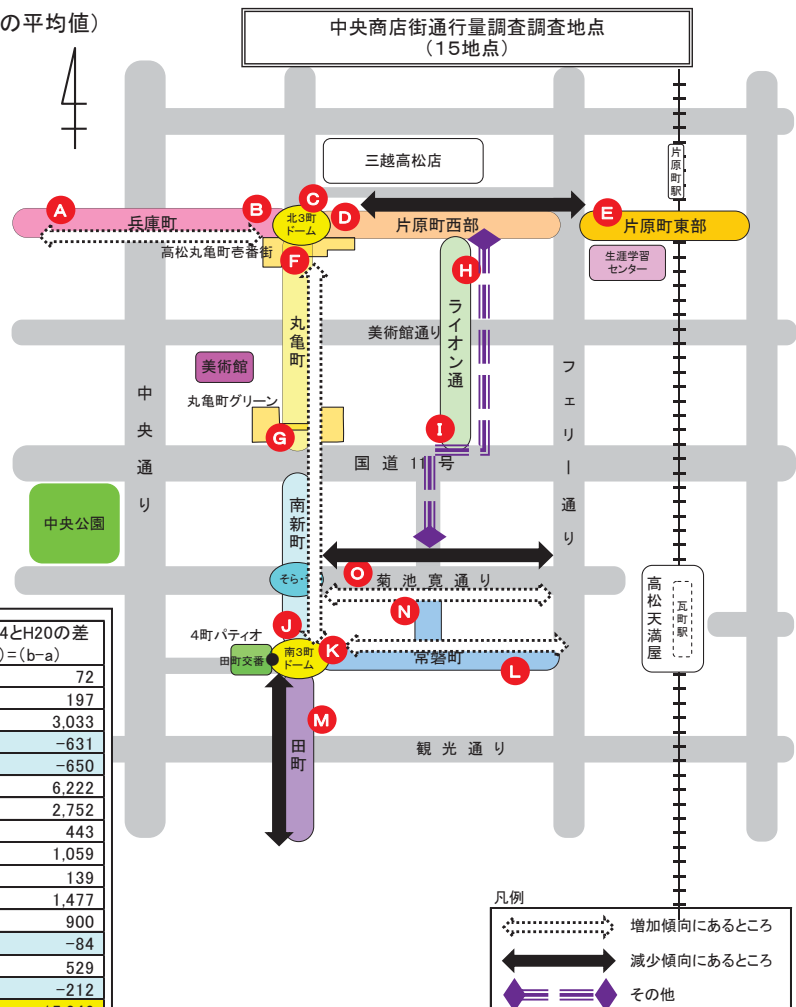 の平均値)
中央商店街通行量調査調査地点
(15地点)
三越高松店
片原町駅
A
B
C
D
E
兵庫町
北3町
ドーム
片原町西部
片原町東部
高松丸亀町壱番街
F
H
生涯学習
センター
丸亀町
美術館通り
ライオン通
美術館
丸亀町グリーン
中央通り
フェリー通り
G
I
国道11号
中央公園
南新町
そら・
O
菊池寛通り
N
高松天満屋
瓦町駅
J
4町パティオ
田町交番
南3町
ドーム
K
常磐町
L
M
田町
観光通り
4とH20の差
)=(b-a)
72
197
3,033
-631
-650
6,222
2,752
443
1,059
139
1,477
900
-84
529
-212
凡例
増加傾向にあるところ
減少傾向にあるところ
その他